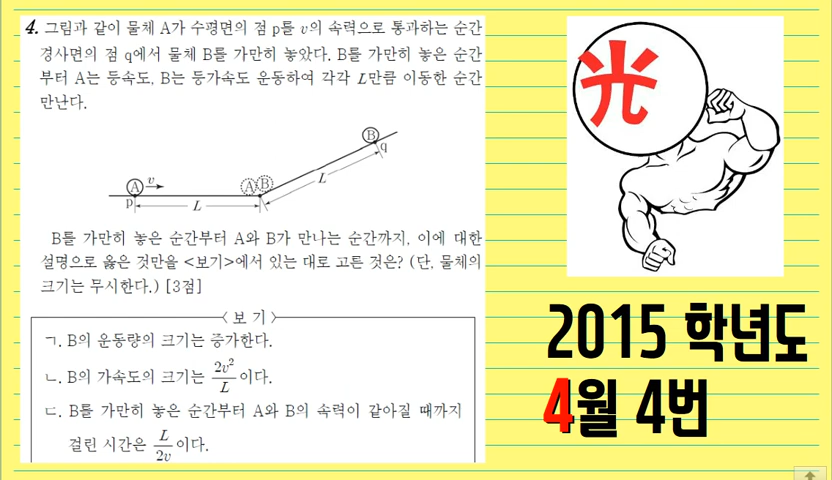 4. 그림과 같이 물체 A가 수평면의 점 p를 v의 속력으로 통과하는 순간
경사면의 점 q에서 물체 B를 가만히 놓았다. B를 가만히 놓은 순간
부터 A는 등속도, B는 등가속도 운동하여 각각 L만큼 이동한 순간
만난다.
B
q
A v
A B
L
p
L
B를 가만히 놓은 순간부터 A와 B가 만나는 순간까지, 이에 대한
설명으로 옳은 것만을 <보기>에서 있는 대로 고른 것은? (단, 물체의
크기는 무시한다.) [3점]
<보 기>
ㄱ. B의 운동량의 크기는 증가한다.
ㄴ. B의 가속도의 크기는 2v²/L 이다.
ㄷ. B를 가만히 놓은 순간부터 A와 B의 속력이 같아질 때까지
걸린 시간은 L/2v 이다.
光
2015 학년도
4월 4번